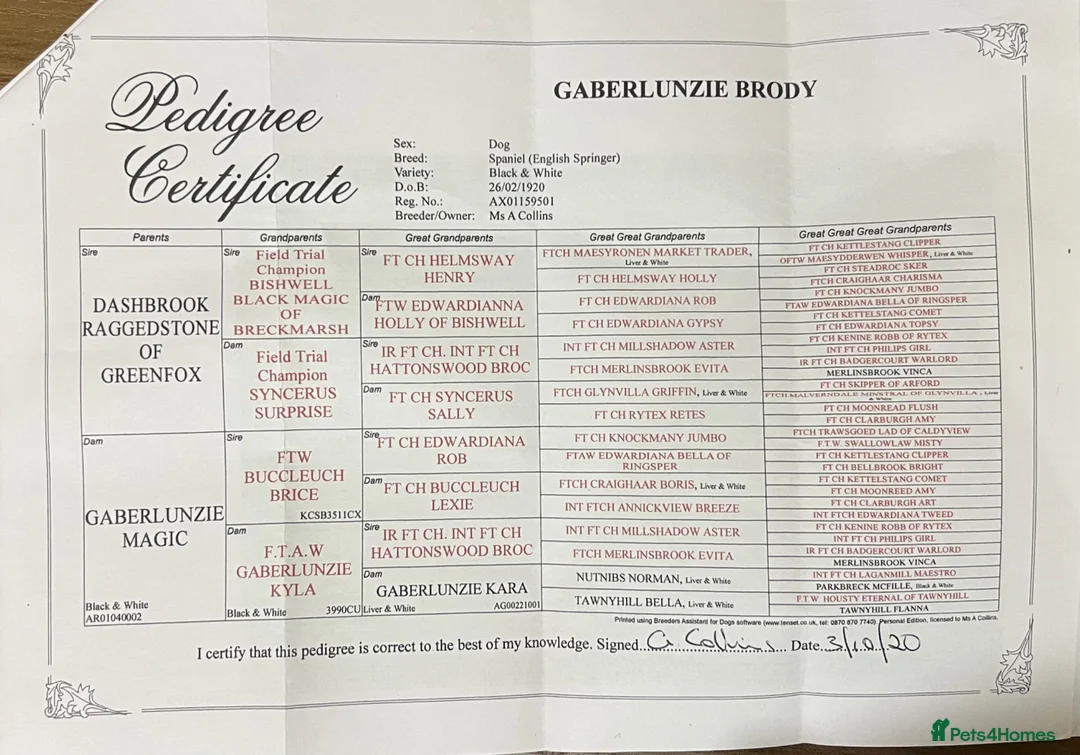 Pedigree
Certificate
GABERLUNZIE BRODY
Sex: Dog
Breed: Spaniel (English Springer)
Variety: Black & White
D.o.B: 26/02/1920
Reg. No.: AX01159501
Breeder/Owner: Ms A Collins
Parents
Grandparents
Great Grandparents
Great Great Grandparents
Great Great Great Grandparents
Sire
DASHBROOK
RAGGEDSTONE
OF
GREENFOX
Dam
GABERLUNZIE
MAGIC
Black & White
AR01040002
Sire
Field Trial
Champion
BISHWELL
BLACK MAGIC
OF
BRECKMARSH
Dam
Field Trial
Champion
SYNCERUS
SURPRISE
Sire
FTW
BUCCLEUCH
BRICE
KCSB3511CX
Dam
F.T.A.W
GABERLUNZIE
KYLA
Black & White 3990CU
Sire
FT CH HELMSWAY
HENRY
Dam
FTW EDWARDIANNA
HOLLY OF BISHWELL
Sire
IR FT CH. INT FT CH
HATTONSWOOD BROC
Dam
FT CH SYNCERUS
SALLY
Sire
FT CH EDWARDIANA
ROB
Dam
FT CH BUCCLEUCH
LEXIE
Sire
IR FT CH. INT FT CH
HATTONSWOOD BROC
Dam
GABERLUNZIE KARA
Liver & White AG00221001
FTCH MAESYRONEN MARKET TRADER,
Liver & White
FT CH HELMSWAY HOLLY
FT CH EDWARDIANA ROB
FT CH EDWARDIANA GYPSY
INT FT CH MILLSHADOW ASTER
FTCH MERLINSBROOK EVITA
FTCH GLYNVILLA GRIFFIN, Liver & White
FT CH RYTEX RETES
FT CH KNOCKMANY JUMBO
FTAW EDWARDIANA BELLA OF
RINGSPER
FTCH CRAIGHAAR BORIS, Liver & White
INT FTCH ANNICKVIEW BREEZE
INT FT CH MILLSHADOW ASTER
FTCH MERLINSBROOK EVITA
NUTNIBS NORMAN, Liver & White
TAWNYHILL BELLA, Liver & White
FT CH KETTLESTANG CLIPPER
OFTW MAESYDDERWEN WHISPER, Liver & White
FT CH STEADROC SKER
FTCH CRAIGHAAR CHARISMA
FT CH KNOCKMANY JUMBO
FTAW EDWARDIANA BELLA OF RINGSPER
FT CH KETTELSTANG COMET
FT CH EDWARDIANA TOPSY
FT CH KENINE ROBB OF RYTEX
INT FT CH PHILIPS GIRL
IR FT CH BADGERCOURT WARLORD
MERLINSBROOK VINCA
FT CH SKIPPER OF ARFORD
FTCH MALVERNDALE MINSTRAL OF GLYNVILLA , Liver
& White
FT CH MOONREAD FLUSH
FT CH CLARBURGH AMY
FTCH TRAWSGOED LAD OF CALDYVIEW
F.T.W. SWALLOWLAW MISTY
FT CH KETTLESTANG CLIPPER
FT CH BELLBROOK BRIGHT
FT CH KETTELSTANG COMET
FT CH MOONREED AMY
FT CH CLARBURGH ART
INT FTCH EDWARDIANA TWEED
FT CH KENINE ROBB OF RYTEX
INT FT CH PHILIPS GIRL
IR FT CH BADGERCOURT WARLORD
MERLINSBROOK VINCA
INT FT CH LAGANMILL MAESTRO
PARKBRECK MCFILLE, Black & White
F.T.W. HOUSTY ETERNAL OF TAWNYHILL
TAWNYHILL FLANNA
Printed using Breeders Assistant for Dogs software (www.tenset.co.uk, tel: 0870 870 7740). Personal Edition, licensed to Ms A Collins.
I certify that this pedigree is correct to the best of my knowledge. Signed...A Collins.... Date..3/10/20
Pets4Homes